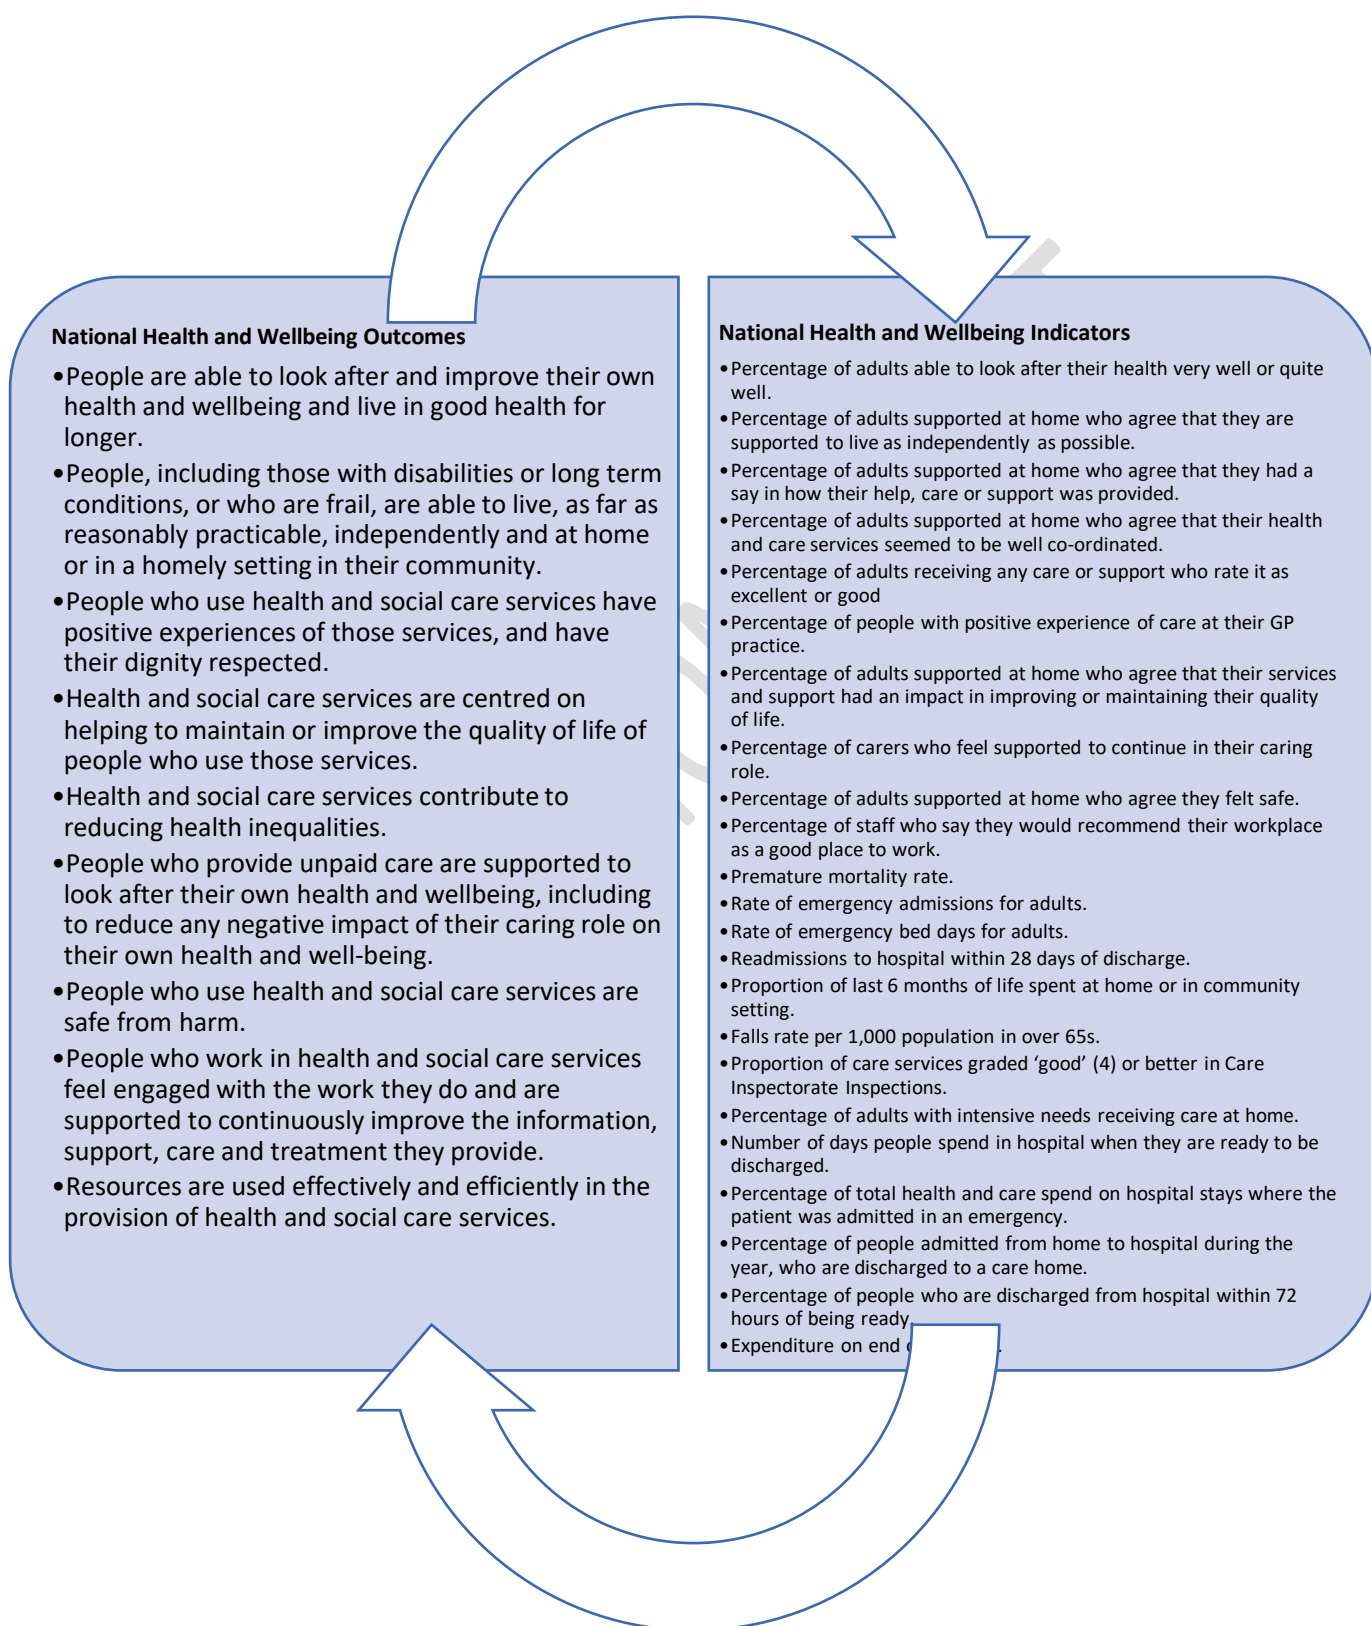 National Health and Wellbeing Outcomes
•People are able to look after and improve their own
health and wellbeing and live in good health for
longer.
•People, including those with disabilities or long term
conditions, or who are frail, are able to live, as far as
reasonably practicable, independently and at home
or in a homely setting in their community.
•People who use health and social care services have
positive experiences of those services, and have
their dignity respected.
•Health and social care services are centred on
helping to maintain or improve the quality of life of
people who use those services.
•Health and social care services contribute to
reducing health inequalities.
•People who provide unpaid care are supported to
look after their own health and wellbeing, including
to reduce any negative impact of their caring role on
their own health and well-being.
•People who use health and social care services are
safe from harm.
•People who work in health and social care services
feel engaged with the work they do and are
supported to continuously improve the information,
support, care and treatment they provide.
•Resources are used effectively and efficiently in the
provision of health and social care services.
National Health and Wellbeing Indicators
•Percentage of adults able to look after their health very well or quite
well.
•Percentage of adults supported at home who agree that they are
supported to live as independently as possible.
•Percentage of adults supported at home who agree that they had a
say in how their help, care or support was provided.
•Percentage of adults supported at home who agree that their health
and care services seemed to be well co-ordinated.
•Percentage of adults receiving any care or support who rate it as
excellent or good
•Percentage of people with positive experience of care at their GP
practice.
•Percentage of adults supported at home who agree that their services
and support had an impact in improving or maintaining their quality
of life.
•Percentage of carers who feel supported to continue in their caring
role.
•Percentage of adults supported at home who agree they felt safe.
•Percentage of staff who say they would recommend their workplace
as a good place to work.
•Premature mortality rate.
•Rate of emergency admissions for adults.
•Rate of emergency bed days for adults.
•Readmissions to hospital within 28 days of discharge.
•Proportion of last 6 months of life spent at home or in community
setting.
•Falls rate per 1,000 population in over 65s.
•Proportion of care services graded ‘good’ (4) or better in Care
Inspectorate Inspections.
•Percentage of adults with intensive needs receiving care at home.
•Number of days people spend in hospital when they are ready to be
discharged.
•Percentage of total health and care spend on hospital stays where the
patient was admitted in an emergency.
•Percentage of people admitted from home to hospital during the
year, who are discharged to a care home.
•Percentage of people who are discharged from hospital within 72
hours of being ready.
•Expenditure on end